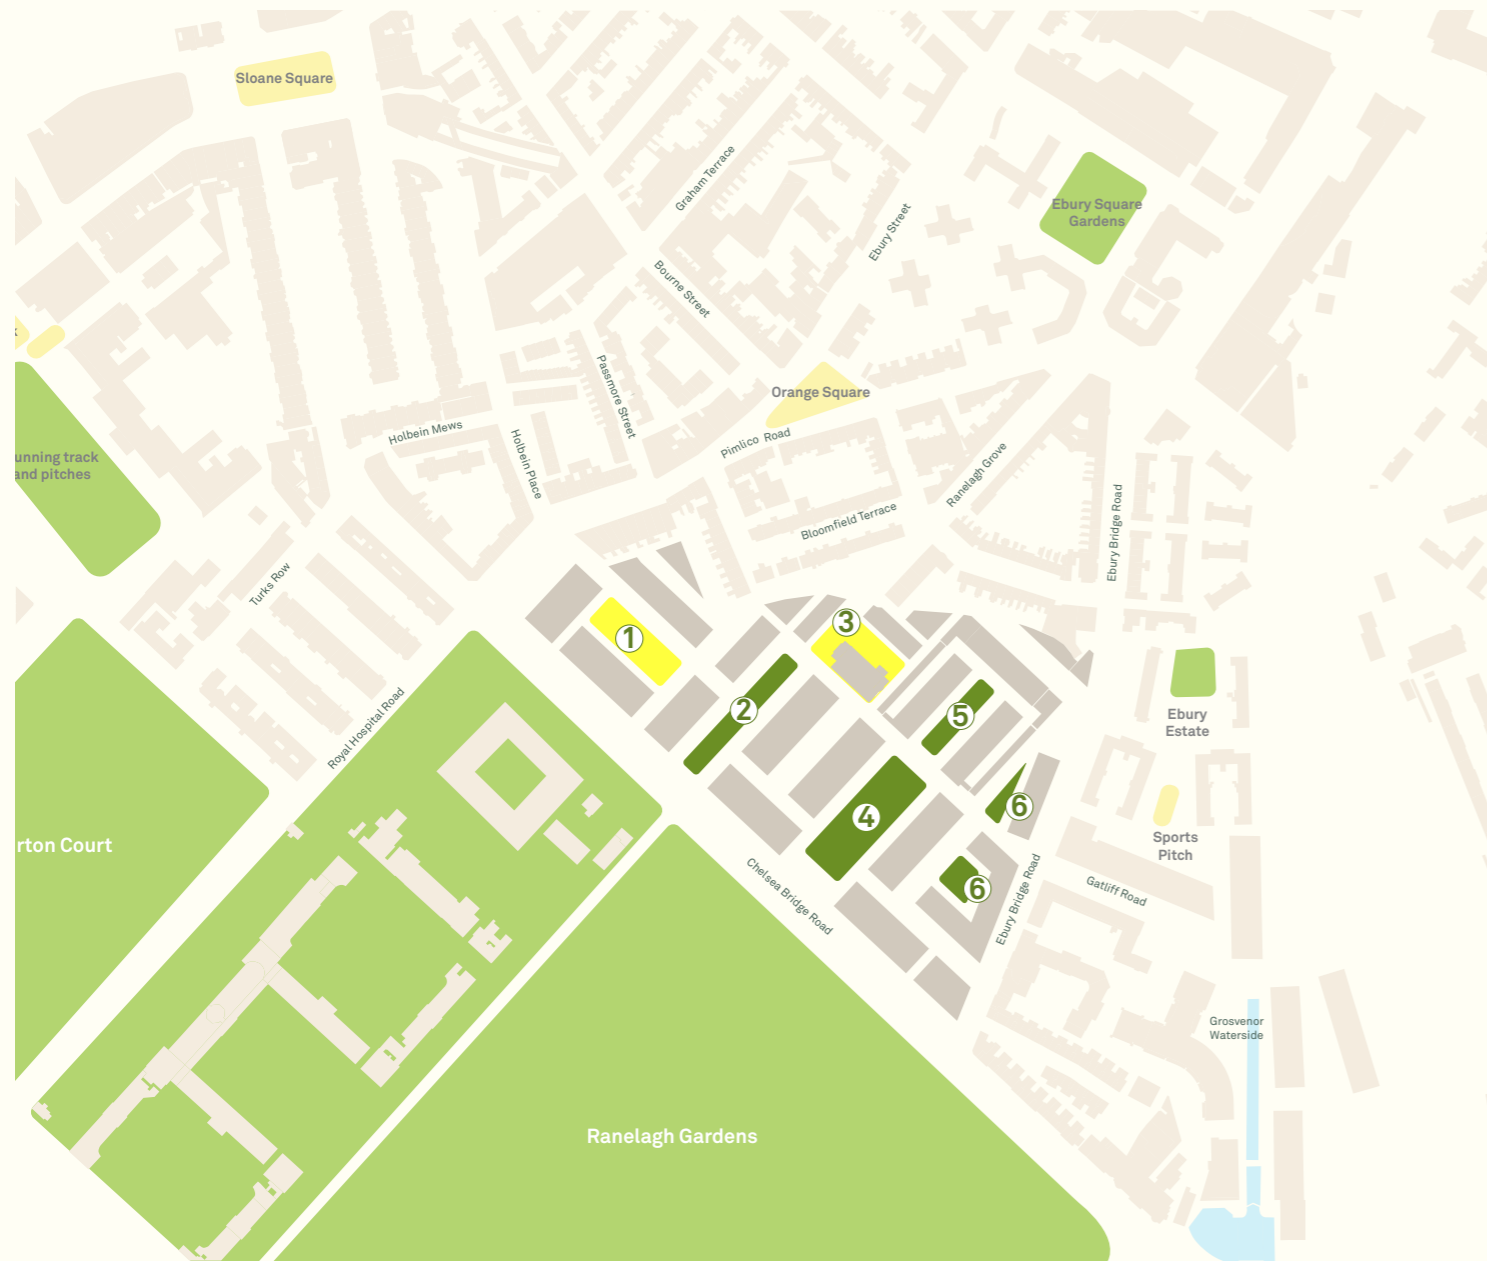 Sloane Square
Graham Terrace
Ebury Square
Gardens
Ebury Street
Bourne Street
Passmore Street
Orange Square
Holbein Mews
Holbein Place
Pimlico Road
unning track
and pitches
Ranelagh Grove
Bloomfield Terrace
Ebury Bridge Road
Turks Row
1
3
Royal Hospital Road
2
5
Ebury
Estate
4
6
rton Court
Sports
Pitch
6
Chelsea Bridge Road
Ebury Bridge Road
Gatliff Road
Grosvenor
Waterside
Ranelagh Gardens